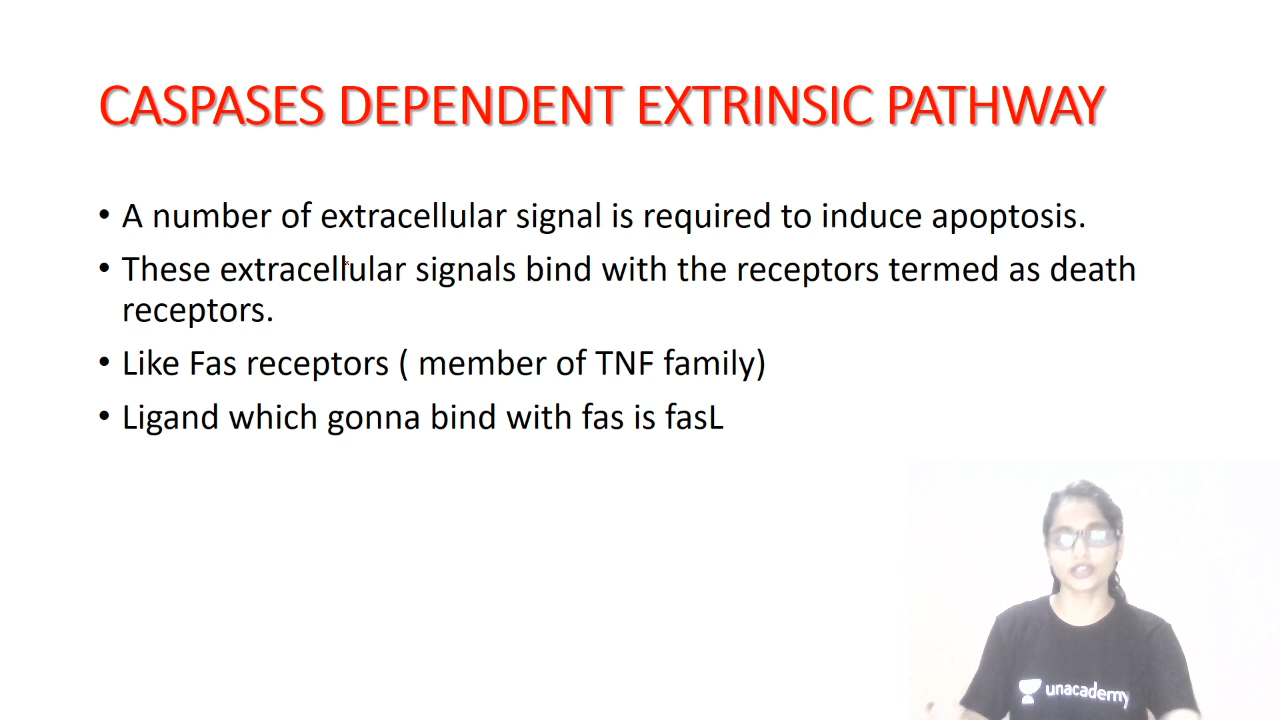 CASPASES DEPENDENT EXTRINSIC PATHWAY
• A number of extracellular signal is required to induce apoptosis.
• These extracellular signals bind with the receptors termed as death
receptors.
• Like Fas receptors ( member of TNF family)
• Ligand which gonna bind with fas is fasL
unacademy